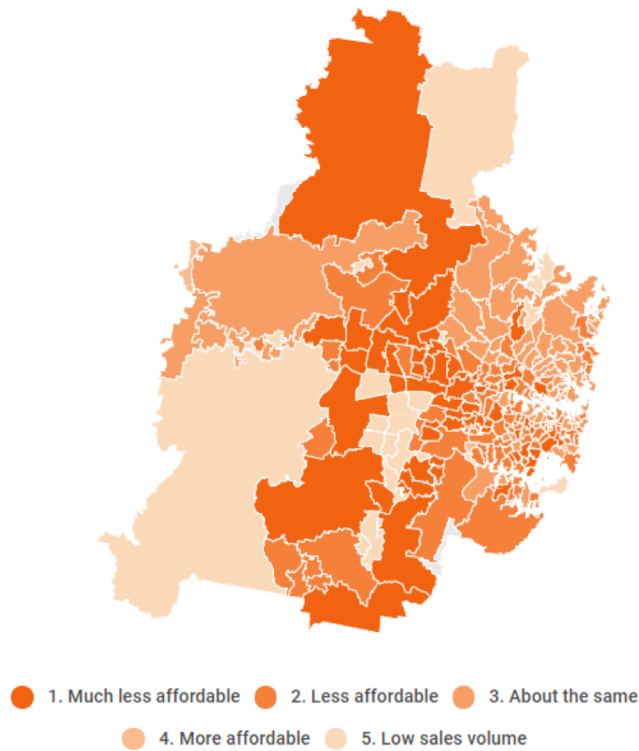 1. Much less affordable 2. Less affordable 3. About the same
4. More affordable 5. Low sales volume